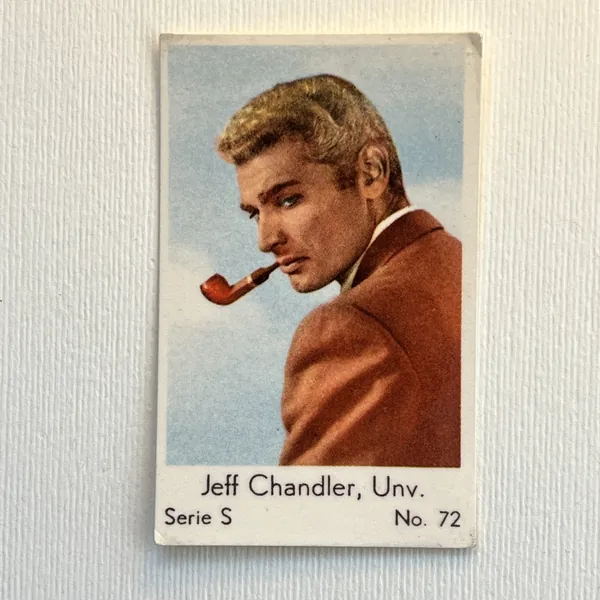 Jeff Chandler, Unv.
Serie S No. 72